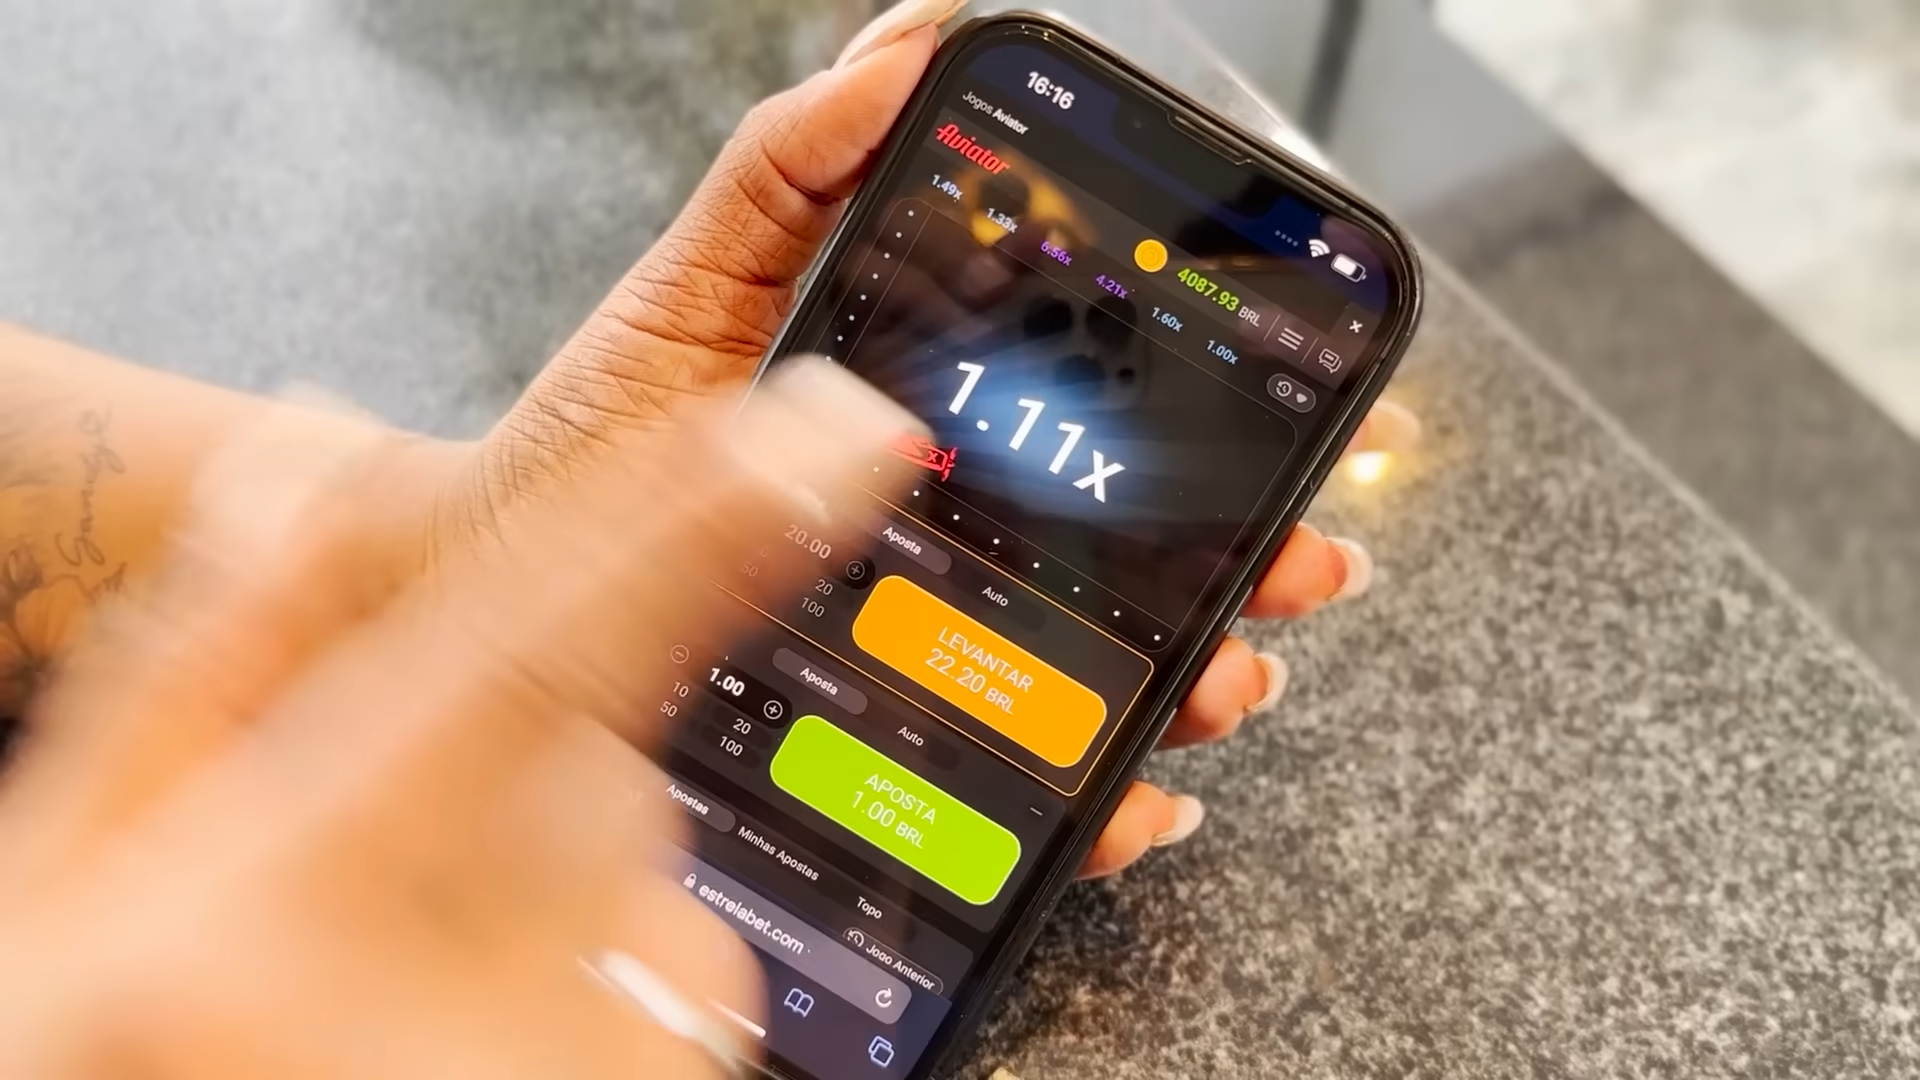 16:16
Jogos Aviator
Aviator
4087.93 BRL
1.49x 1.33x 6.56x 4.21x 1.60x 1.00x
1.11x
Aposta Auto
20.00
20
50
100
LEVANTAR
22.20 BRL
Aposta Auto
1.00
10 20
50 100
APOSTA
1.00 BRL
Apostas Minhas Apostas Topo
Jogo Anterior
estrelabet.com